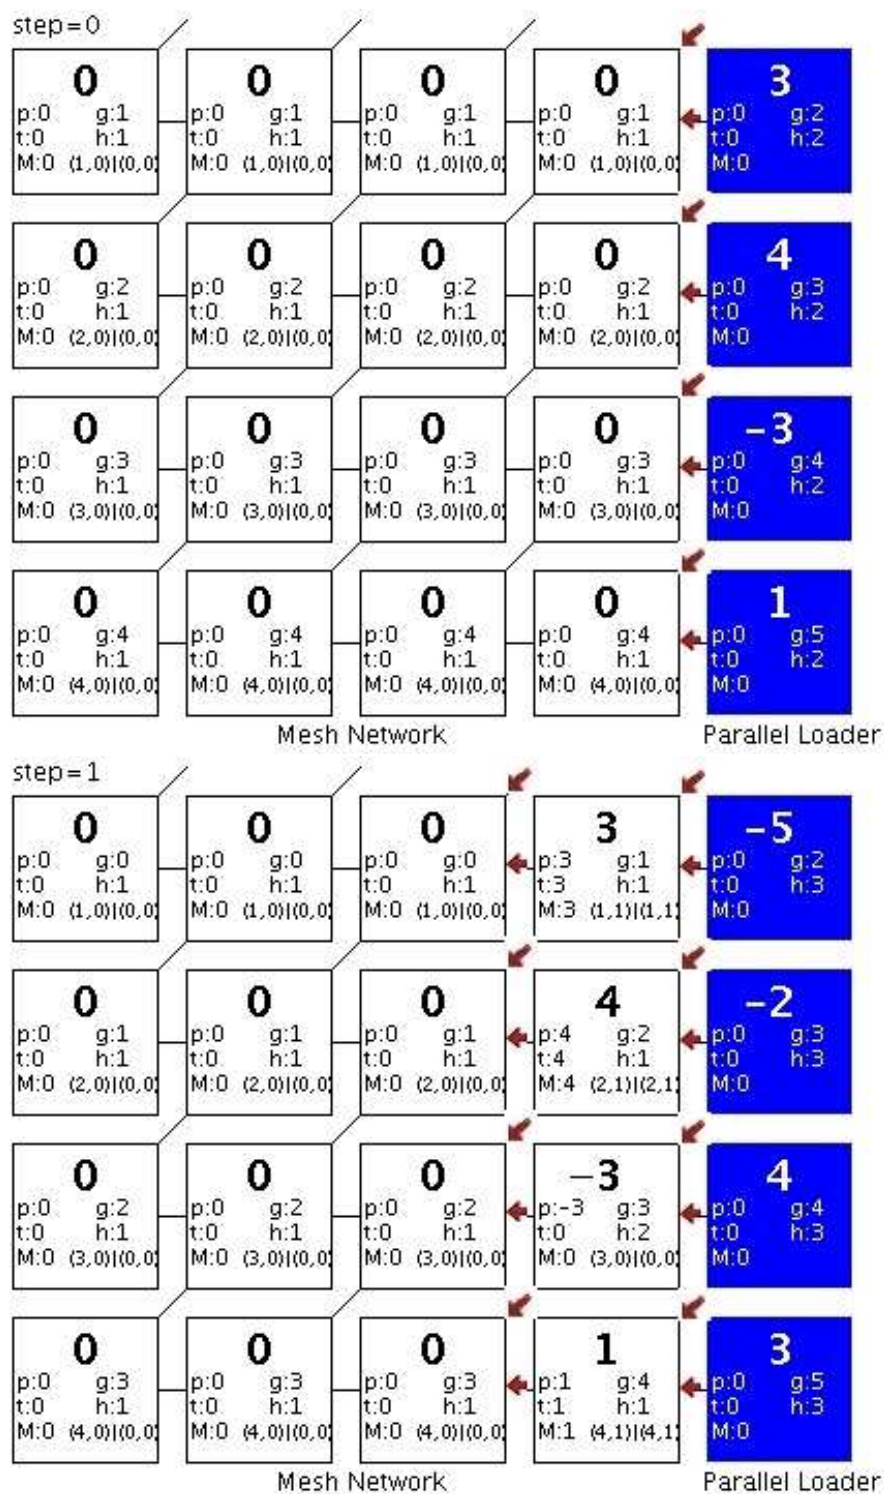 step=0
0 0 0 0 3
p:0 g:1 p:0 g:1 p:0 g:1 p:0 g:1 p:0 g:2
t:0 h:1 t:0 h:1 t:0 h:1 t:0 h:1 t:0 h:2
M:0 (1,0)|(0,0) M:0 (1,0)|(0,0) M:0 (1,0)|(0,0) M:0 (1,0)|(0,0) M:0
0 0 0 0 4
p:0 g:2 p:0 g:2 p:0 g:2 p:0 g:2 p:0 g:3
t:0 h:1 t:0 h:1 t:0 h:1 t:0 h:1 t:0 h:2
M:0 (2,0)|(0,0) M:0 (2,0)|(0,0) M:0 (2,0)|(0,0) M:0 (2,0)|(0,0) M:0
0 0 0 0 -3
p:0 g:3 p:0 g:3 p:0 g:3 p:0 g:3 p:0 g:4
t:0 h:1 t:0 h:1 t:0 h:1 t:0 h:1 t:0 h:2
M:0 (3,0)|(0,0) M:0 (3,0)|(0,0) M:0 (3,0)|(0,0) M:0 (3,0)|(0,0) M:0
0 0 0 0 1
p:0 g:4 p:0 g:4 p:0 g:4 p:0 g:4 p:0 g:5
t:0 h:1 t:0 h:1 t:0 h:1 t:0 h:1 t:0 h:2
M:0 (4,0)|(0,0) M:0 (4,0)|(0,0) M:0 (4,0)|(0,0) M:0 (4,0)|(0,0) M:0
Mesh Network Parallel Loader
step=1
0 0 0 3 -5
p:0 g:0 p:0 g:0 p:0 g:0 p:3 g:1 p:0 g:2
t:0 h:1 t:0 h:1 t:0 h:1 t:3 h:1 t:0 h:3
M:0 (1,0)|(0,0) M:0 (1,0)|(0,0) M:0 (1,0)|(0,0) M:3 (1,1)|(1,1) M:0
0 0 0 4 -2
p:0 g:1 p:0 g:1 p:0 g:1 p:4 g:2 p:0 g:3
t:0 h:1 t:0 h:1 t:0 h:1 t:4 h:1 t:0 h:3
M:0 (2,0)|(0,0) M:0 (2,0)|(0,0) M:0 (2,0)|(0,0) M:4 (2,1)|(2,1) M:0
0 0 0 -3 4
p:0 g:2 p:0 g:2 p:0 g:2 p:-3 g:3 p:0 g:4
t:0 h:1 t:0 h:1 t:0 h:1 t:0 h:2 t:0 h:3
M:0 (3,0)|(0,0) M:0 (3,0)|(0,0) M:0 (3,0)|(0,0) M:0 (3,0)|(0,0) M:0
0 0 0 1 3
p:0 g:3 p:0 g:3 p:0 g:3 p:1 g:4 p:0 g:5
t:0 h:1 t:0 h:1 t:0 h:1 t:1 h:1 t:0 h:3
M:0 (4,0)|(0,0) M:0 (4,0)|(0,0) M:0 (4,0)|(0,0) M:1 (4,1)|(4,1) M:0
Mesh Network Parallel Loader